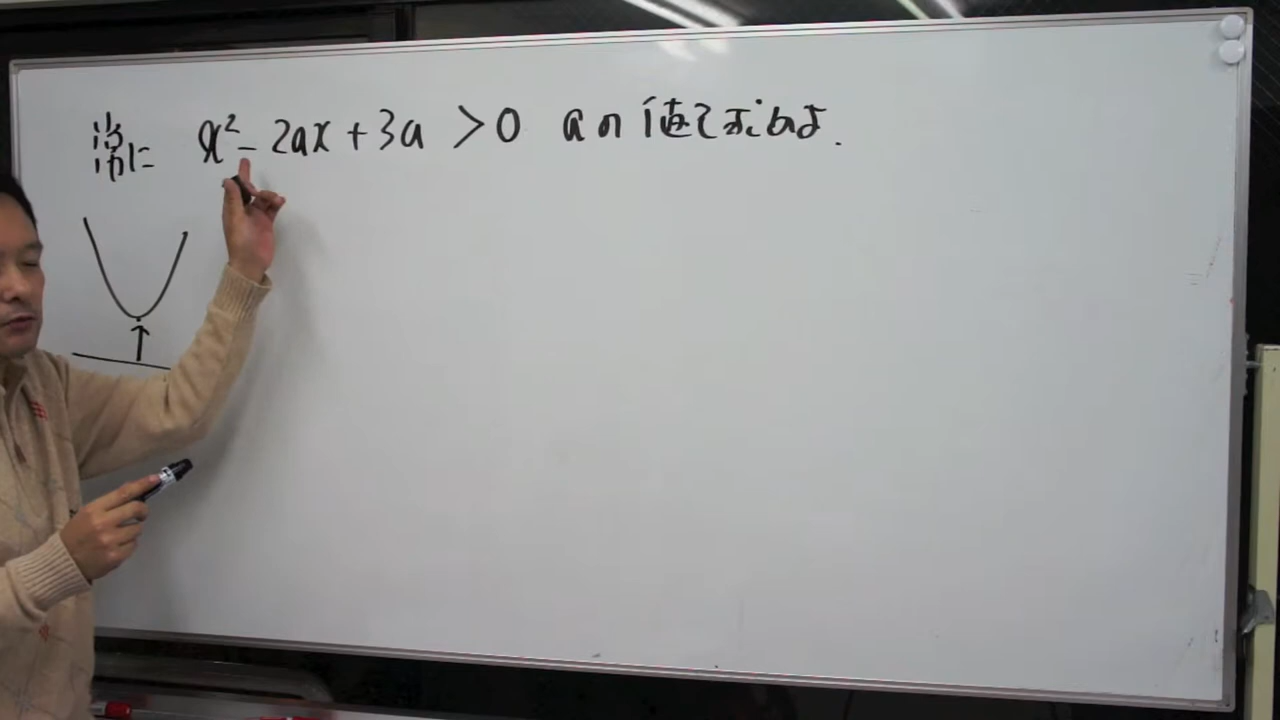 常に x² - 2ax + 3a > 0 aの値を求めよ.